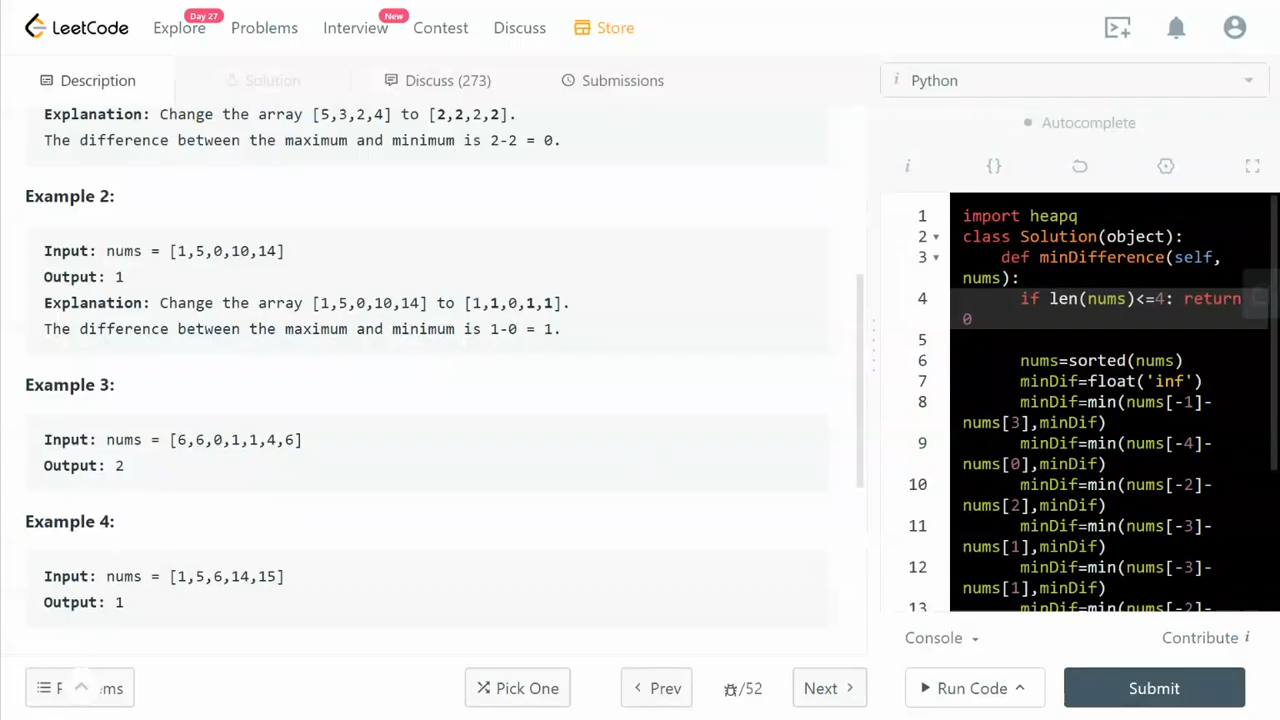 LeetCode
Explore
Day 27
Problems
Interview
New
Contest
Discuss
Store
Description
Solution
Discuss (273)
Submissions
Explanation: Change the array [5,3,2,4] to [2,2,2,2].
The difference between the maximum and minimum is 2-2 = 0.
Example 2:
Input: nums = [1,5,0,10,14]
Output: 1
Explanation: Change the array [1,5,0,10,14] to [1,1,0,1,1].
The difference between the maximum and minimum is 1-0 = 1.
Example 3:
Input: nums = [6,6,0,1,1,4,6]
Output: 2
Example 4:
Input: nums = [1,5,6,14,15]
Output: 1
Pick One
Prev
/52
Next
i Python
Autocomplete
i {}
1 import heapq
2 class Solution(object):
3 def minDifference(self,
nums):
4 if len(nums)<=4: return
0
5
6 nums=sorted(nums)
7 minDif=float('inf')
8 minDif=min(nums[-1]-
nums[3],minDif)
9 minDif=min(nums[-4]-
nums[0],minDif)
10 minDif=min(nums[-2]-
nums[2],minDif)
11 minDif=min(nums[-3]-
nums[1],minDif)
12 minDif=min(nums[-3]-
nums[1],minDif)
13 minDif=min(nums[-2]-
Console
Contribute i
Run Code
Submit